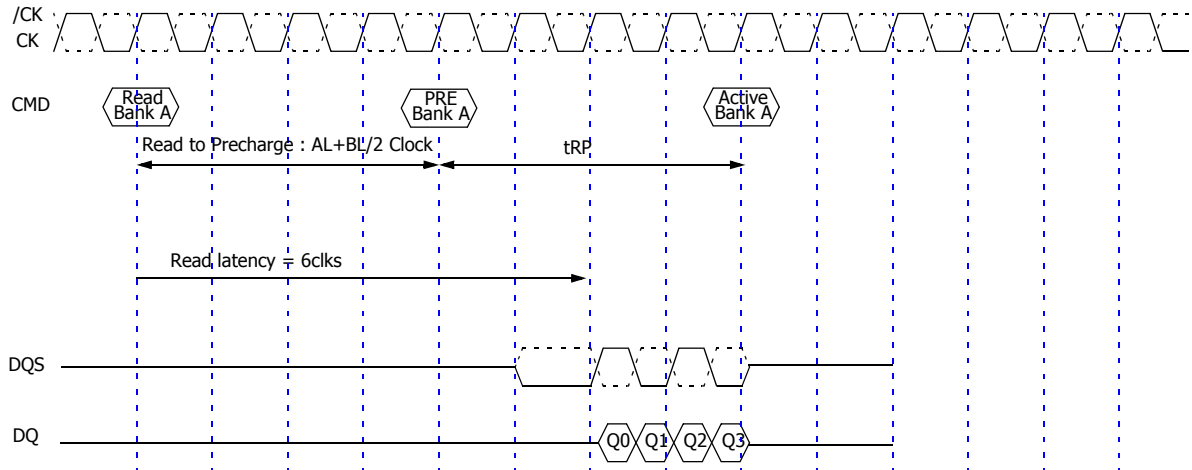 /CK
CK
CMD
Read
Bank A
PRE
Bank A
Active
Bank A
Read to Precharge : AL+BL/2 Clock
tRP
Read latency = 6clks
DQS
DQ
Q0 Q1 Q2 Q3